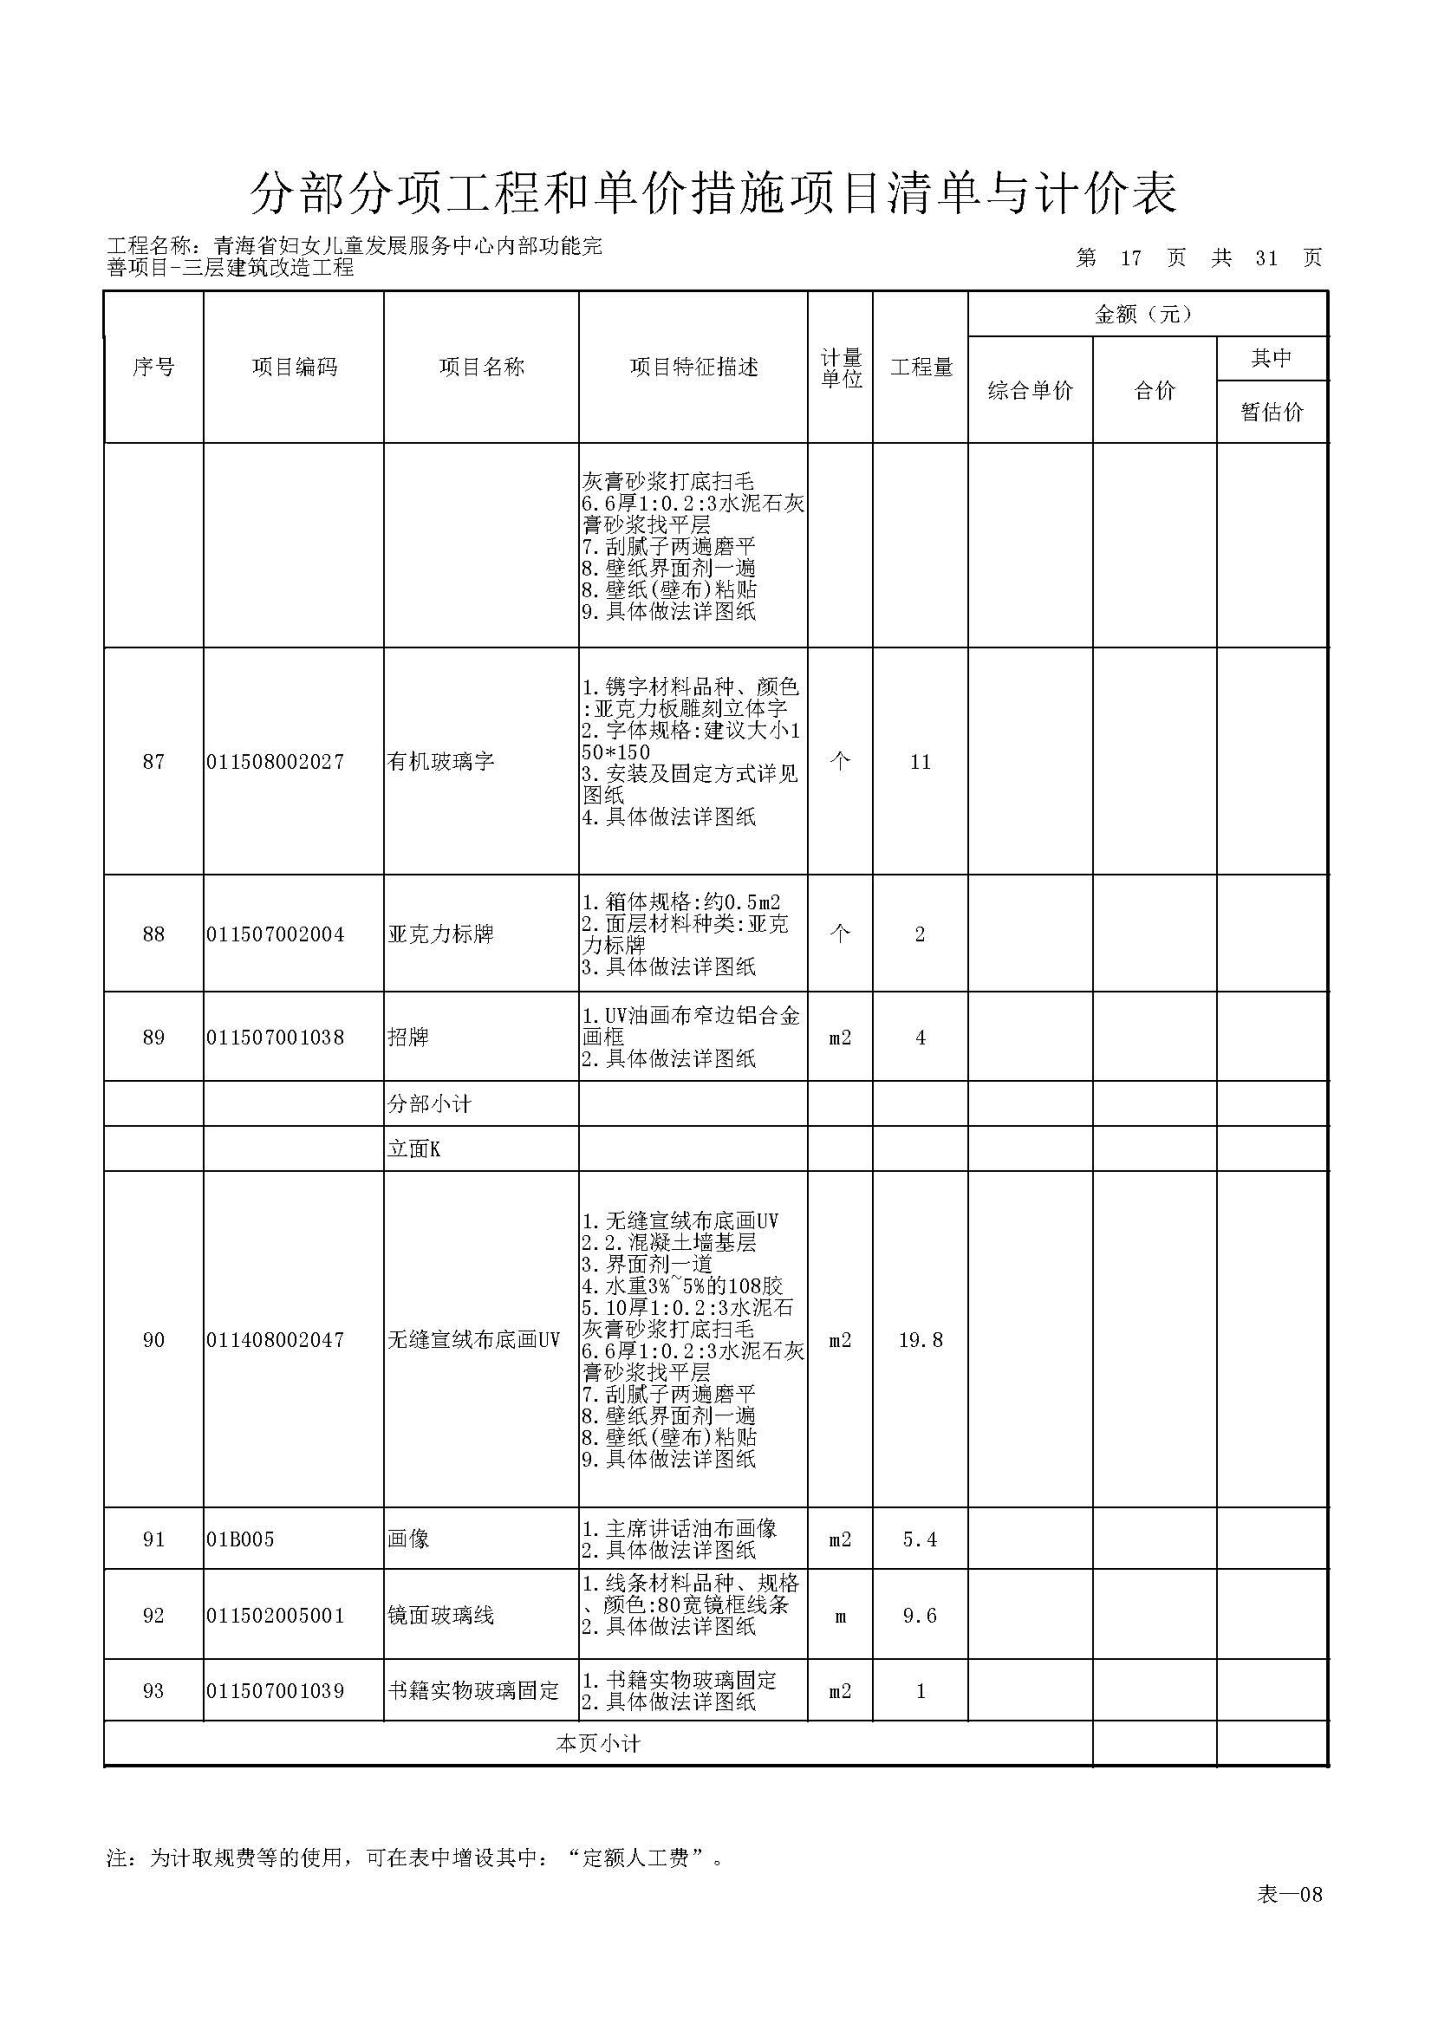 分部分项工程和单价措施项目清单与计价表
工程名称：青海省妇女儿童发展服务中心内部功能完
善项目-三层建筑改造工程
第 17 页 共 31 页
序号 项目编码 项目名称 项目特征描述 计量单位 工程量 金额（元）
综合单价 合价 其中
暂估价
灰膏砂浆打底扫毛
6.6厚1:0.2:3水泥石灰
膏砂浆找平层
7.刮腻子两遍磨平
8.壁纸界面剂一遍
8.壁纸(壁布)粘贴
9.具体做法详图纸
87 011508002027 有机玻璃字
1.镌字材料品种、颜色
:亚克力板雕刻立体字
2.字体规格:建议大小1
50*150
3.安装及固定方式详见
图纸
4.具体做法详图纸
个 11
88 011507002004 亚克力标牌
1.箱体规格:约0.5m2
2.面层材料种类:亚克
力标牌
3.具体做法详图纸
个 2
89 011507001038 招牌
1.UV油画布窄边铝合金
画框
2.具体做法详图纸
m2 4
分部小计
立面K
90 011408002047 无缝宣绒布底画UV
1.无缝宣绒布底画UV
2.2.混凝土墙基层
3.界面剂一道
4.水重3%~5%的108胶
5.10厚1:0.2:3水泥石
灰膏砂浆打底扫毛
6.6厚1:0.2:3水泥石灰
膏砂浆找平层
7.刮腻子两遍磨平
8.壁纸界面剂一遍
8.壁纸(壁布)粘贴
9.具体做法详图纸
m2 19.8
91 01B005 画像
1.主席讲话油布画像
2.具体做法详图纸
m2 5.4
92 011502005001 镜面玻璃线
1.线条材料品种、规格
、颜色:80宽镜框线条
2.具体做法详图纸
m 9.6
93 011507001039 书籍实物玻璃固定
1.书籍实物玻璃固定
2.具体做法详图纸
m2 1
本页小计
注：为计取规费等的使用，可在表中增设其中：“定额人工费”。
表—08